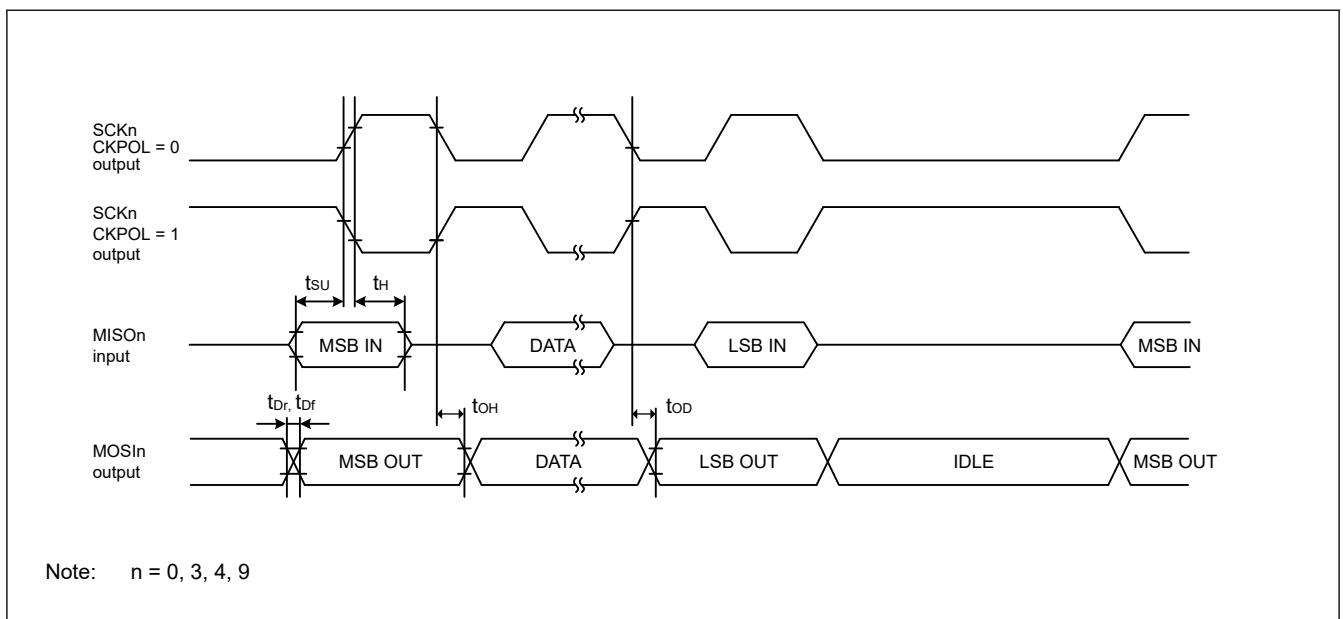 SCKn
CKPOL = 0
output
SCKn
CKPOL = 1
output
tSU
tH
MISOn
input
MSB IN
DATA
LSB IN
MSB IN
tDr, tDf
tOH
tOD
MOSIn
output
MSB OUT
DATA
LSB OUT
IDLE
MSB OUT
Note: n = 0, 3, 4, 9